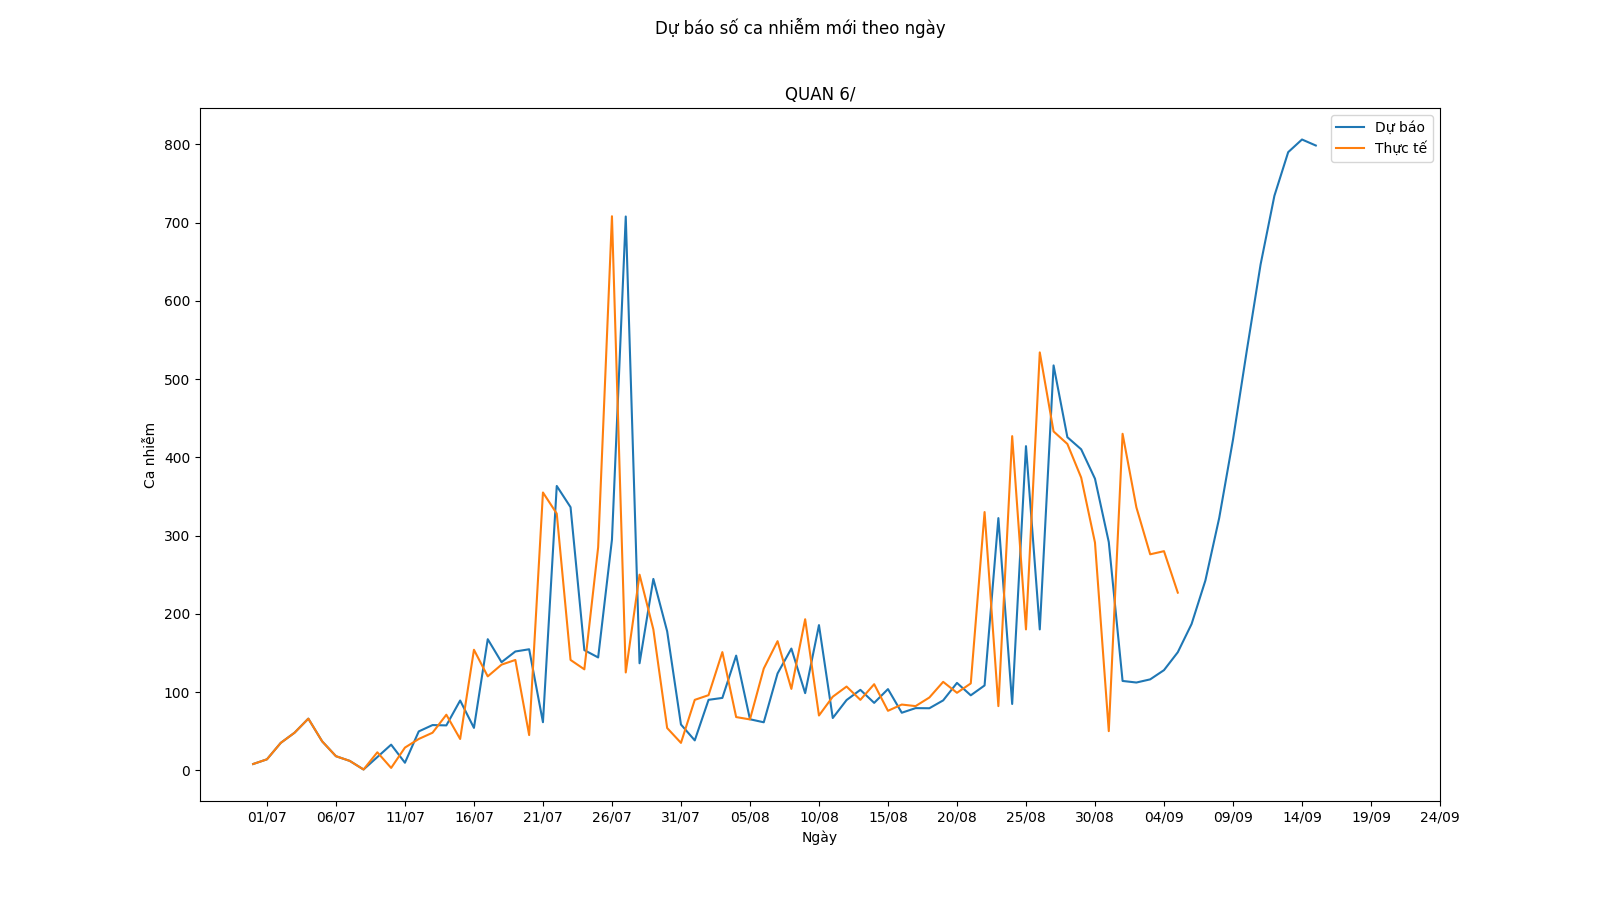 Dự báo số ca nhiễm mới theo ngày
QUAN 6/
Dự báo
Thực tế
800
700
600
500
400
300
200
100
0
Ca nhiễm
01/07 06/07 11/07 16/07 21/07 26/07 31/07 05/08 10/08 15/08 20/08 25/08 30/08 04/09 09/09 14/09 19/09 24/09
Ngày